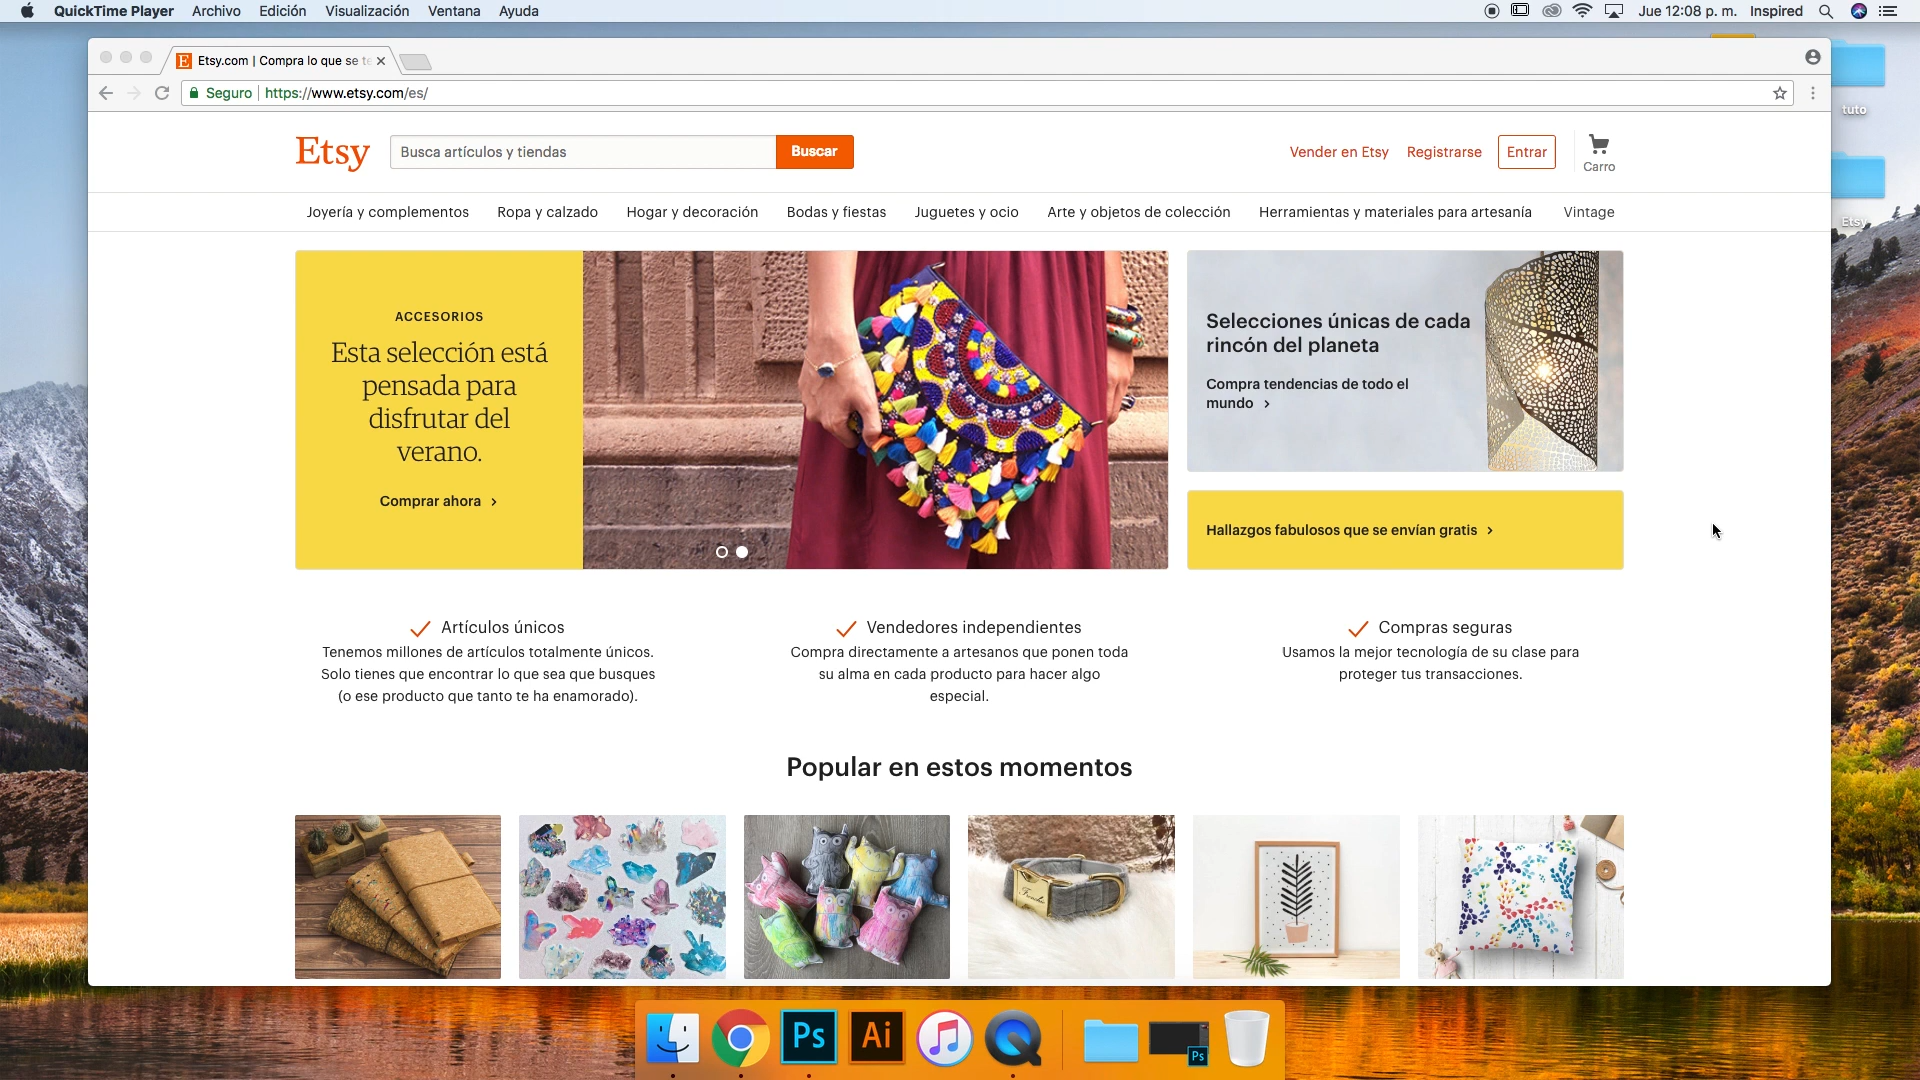 QuickTime Player Archivo Edición Visualización Ventana Ayuda
Jue 12:08 p. m. Inspired
Etsy.com | Compra lo que se te
Seguro https://www.etsy.com/es/
tuto
Etsy
Etsy
Busca artículos y tiendas
Buscar
Vender en Etsy Registrarse Entrar
Carro
Joyería y complementos Ropa y calzado Hogar y decoración Bodas y fiestas Juguetes y ocio Arte y objetos de colección Herramientas y materiales para artesanía Vintage
ACCESORIOS
Esta selección está
pensada para
disfrutar del
verano.
Comprar ahora >
Selecciones únicas de cada
rincón del planeta
Compra tendencias de todo el
mundo >
Hallazgos fabulosos que se envían gratis >
Artículos únicos
Tenemos millones de artículos totalmente únicos.
Solo tienes que encontrar lo que sea que busques
(o ese producto que tanto te ha enamorado).
Vendedores independientes
Compra directamente a artesanos que ponen toda
su alma en cada producto para hacer algo
especial.
Compras seguras
Usamos la mejor tecnología de su clase para
proteger tus transacciones.
Popular en estos momentos
Ps Ai Ps